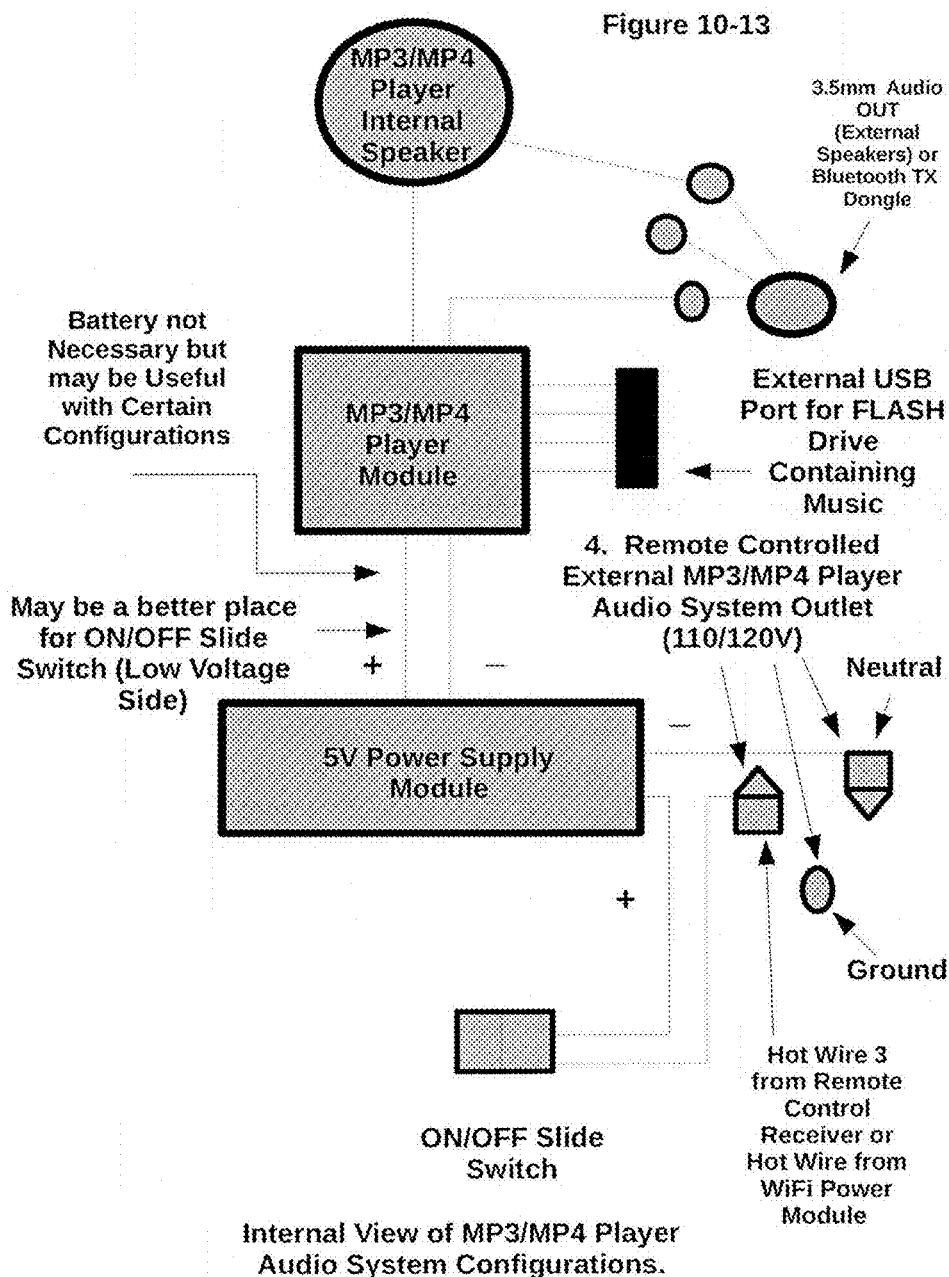 Figure 10-13
MP3/MP4
Player
Internal
Speaker
3.5mm Audio
OUT
(External
Speakers) or
Bluetooth TX
Dongle
Battery not
Necessary but
may be Useful
with Certain
Configurations
MP3/MP4
Player
Module
External USB
Port for FLASH
Drive
Containing
Music
4. Remote Controlled
External MP3/MP4 Player
Audio System Outlet
(110/120V)
May be a better place
for ON/OFF Slide
Switch (Low Voltage
Side)
+
−
Neutral
−
5V Power Supply
Module
+
Ground
Hot Wire 3
from Remote
Control
Receiver or
Hot Wire from
WiFi Power
Module
ON/OFF Slide
Switch
Internal View of MP3/MP4 Player
Audio System Configurations.